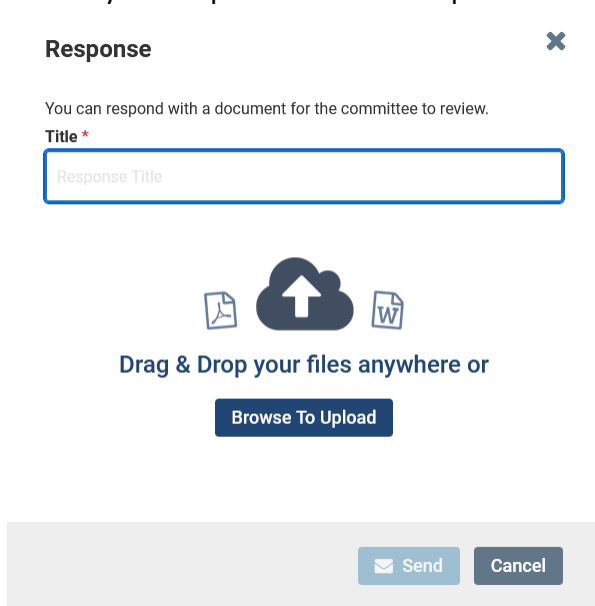 Response
You can respond with a document for the committee to review.
Title *
Response Title
W
Drag & Drop your files anywhere or
Browse To Upload
Send
Cancel